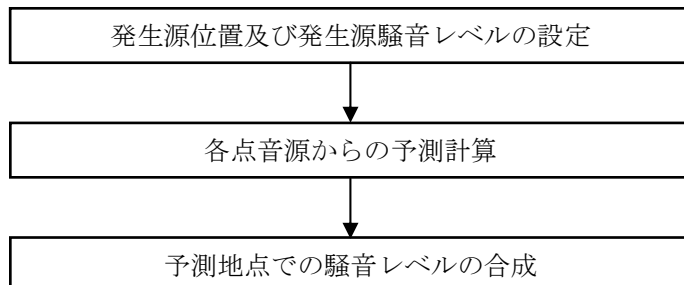 発生源位置及び発生源騒音レベルの設定
各点音源からの予測計算
予測地点での騒音レベルの合成